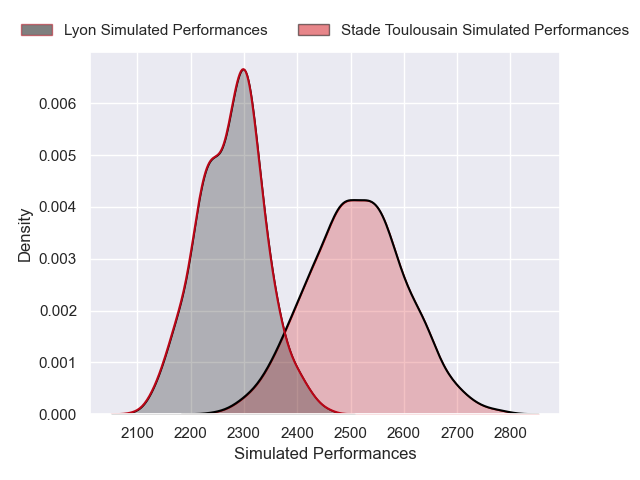 Lyon Simulated Performances Stade Toulousain Simulated Performances
0.006
0.005
0.004
0.003
0.002
0.001
0.000
Density
2100 2200 2300 2400 2500 2600 2700 2800
Simulated Performances